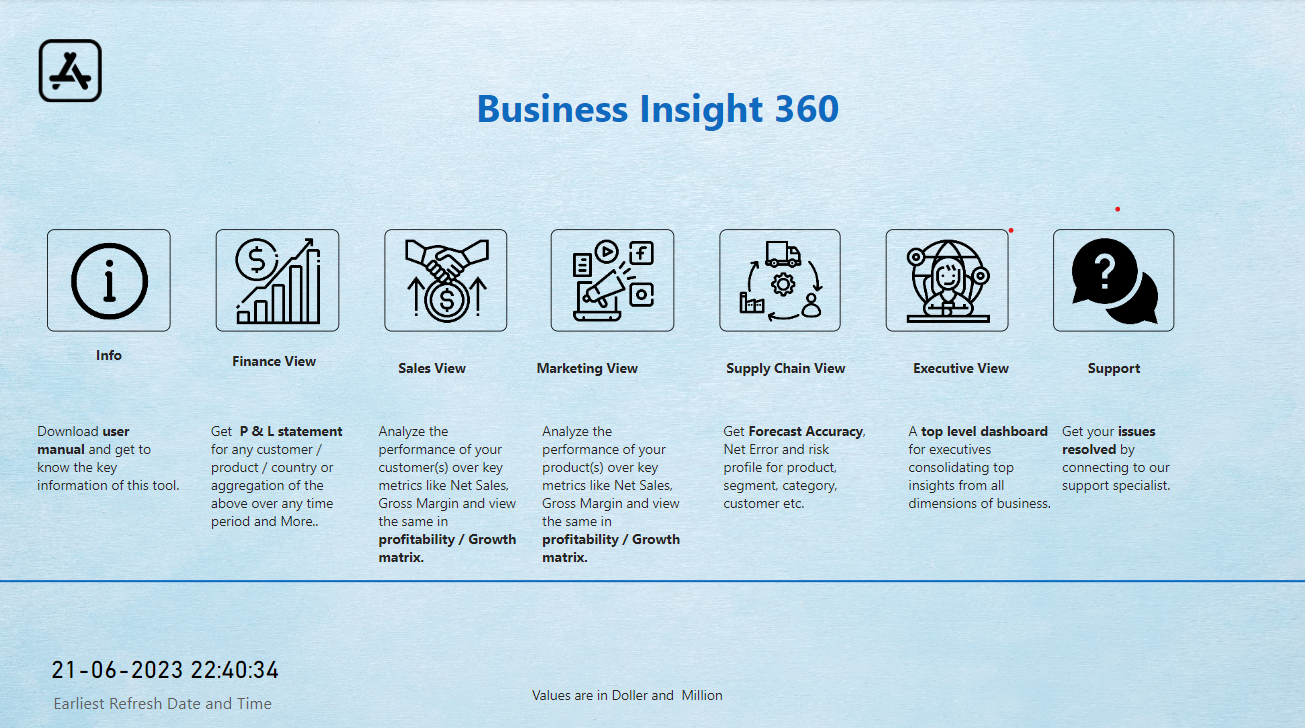 Business Insight 360
Info
Finance View
Sales View
Marketing View
Supply Chain View
Executive View
Support
Download user
manual and get to
know the key
information of this tool.
Get  P & L statement
for any customer /
product / country or
aggregation of the
above over any time
period and More..
Analyze the
performance of your
customer(s) over key
metrics like Net Sales,
Gross Margin and view
the same in
profitability / Growth
matrix.
Analyze the
performance of your
product(s) over key
metrics like Net Sales,
Gross Margin and view
the same in
profitability / Growth
matrix.
Get Forecast Accuracy,
Net Error and risk
profile for product,
segment, category,
customer etc.
A top level dashboard
for executives
consolidating top
insights from all
dimensions of business.
Get your issues
resolved by
connecting to our
support specialist.
21-06-2023 22:40:34
Earliest Refresh Date and Time
Values are in Doller and  Million